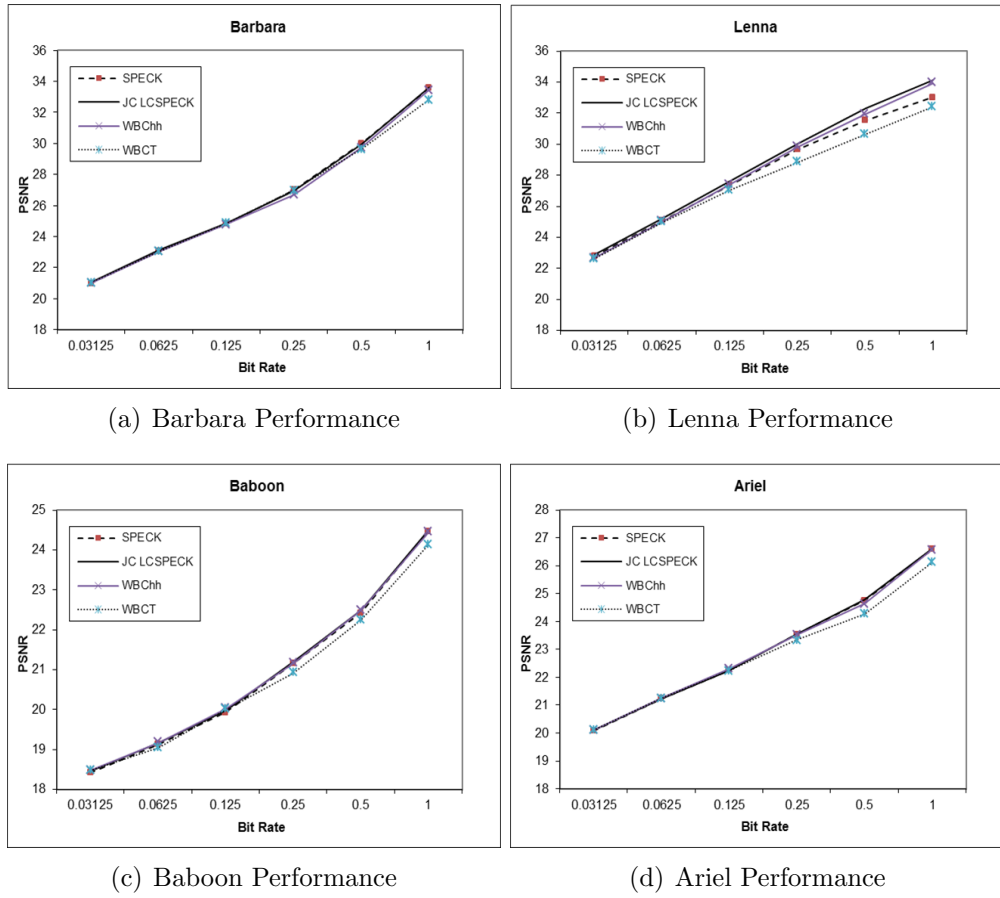 Barbara
36
34
32
30
28
26
24
22
20
18
PSNR
SPECK
JC LCSPECK
WBChh
WBCT
0.03125 0.0625 0.125 0.25 0.5 1
Bit Rate
(a) Barbara Performance
Lenna
36
34
32
30
28
26
24
22
20
18
PSNR
SPECK
JC LCSPECK
WBChh
WBCT
0.03125 0.0625 0.125 0.25 0.5 1
Bit Rate
(b) Lenna Performance
Baboon
25
24
23
22
21
20
19
18
PSNR
SPECK
JC LCSPECK
WBChh
WBCT
0.03125 0.0625 0.125 0.25 0.5 1
Bit Rate
(c) Baboon Performance
Ariel
28
27
26
25
24
23
22
21
20
19
18
PSNR
SPECK
JC LCSPECK
WBChh
WBCT
0.03125 0.0625 0.125 0.25 0.5 1
Bit Rate
(d) Ariel Performance